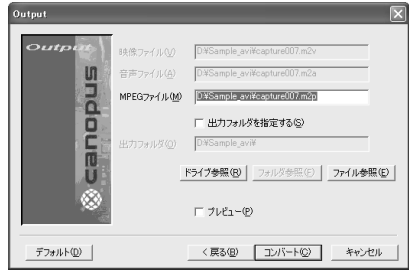 Output
Output
canopus
映像ファイル(V) D:¥Sample_avi¥capture007.m2v
音声ファイル(A) D:¥Sample_avi¥capture007.m2a
MPEGファイル(M) D:¥Sample_avi¥capture007.m2p
出力フォルダを指定する(S)
出力フォルダ(O) D:¥Sample_avi¥
ドライブ参照(R) フォルダ参照(F) ファイル参照(E)
プレビュー(P)
デフォルト(D) < 戻る(B) コンバート(C) キャンセル